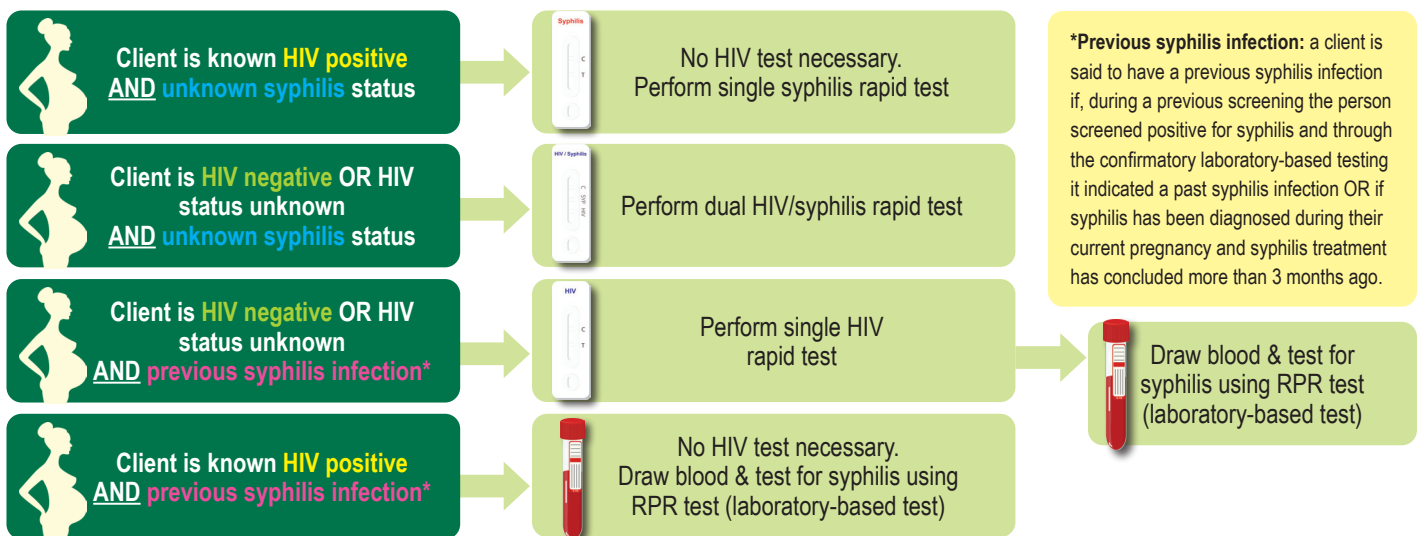 Client is known HIV positive
AND unknown syphilis status
Syphilis
C
T
No HIV test necessary.
Perform single syphilis rapid test
Client is HIV negative OR HIV
status unknown
AND unknown syphilis status
HIV / Syphilis
C SYP HIV
Perform dual HIV/syphilis rapid test
Client is HIV negative OR HIV
status unknown
AND previous syphilis infection*
HIV
C
T
Perform single HIV
rapid test
Draw blood & test for
syphilis using RPR test
(laboratory-based test)
Client is known HIV positive
AND previous syphilis infection*
No HIV test necessary.
Draw blood & test for syphilis using
RPR test (laboratory-based test)
*Previous syphilis infection: a client is
said to have a previous syphilis infection
if, during a previous screening the person
screened positive for syphilis and through
the confirmatory laboratory-based testing
it indicated a past syphilis infection OR if
syphilis has been diagnosed during their
current pregnancy and syphilis treatment
has concluded more than 3 months ago.